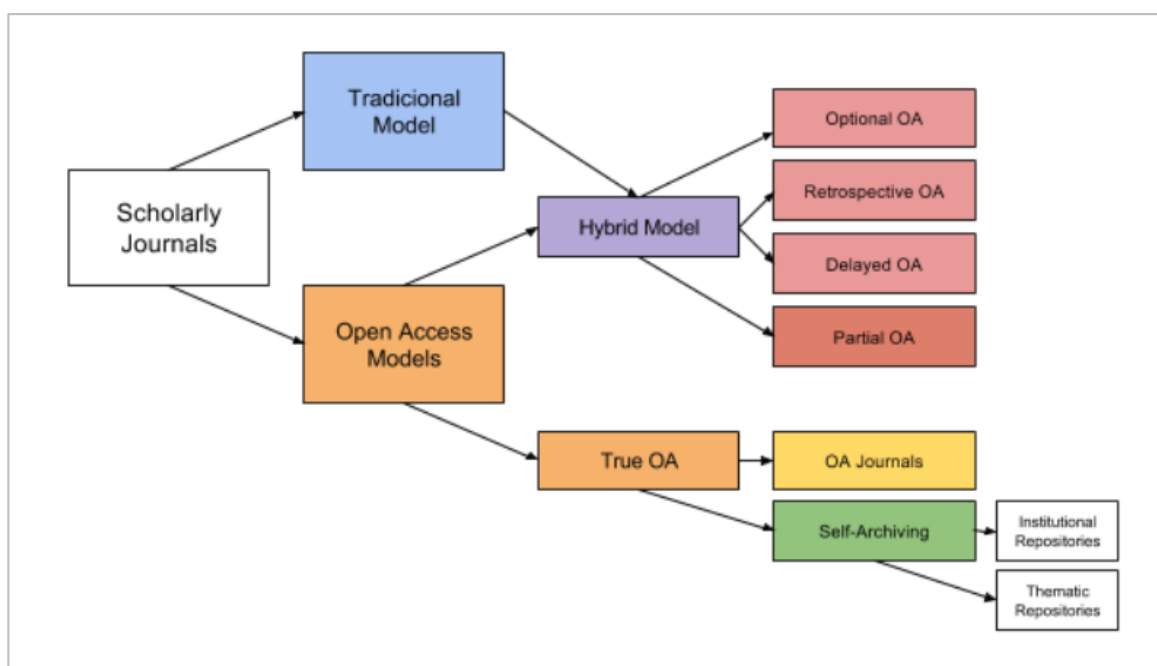 Tradicional
Model
Optional OA
Scholarly
Journals
Retrospective OA
Hybrid Model
Delayed OA
Open Access
Models
Partial OA
True OA
OA Journals
Self-Archiving
Institutional
Repositories
Thematic
Repositories